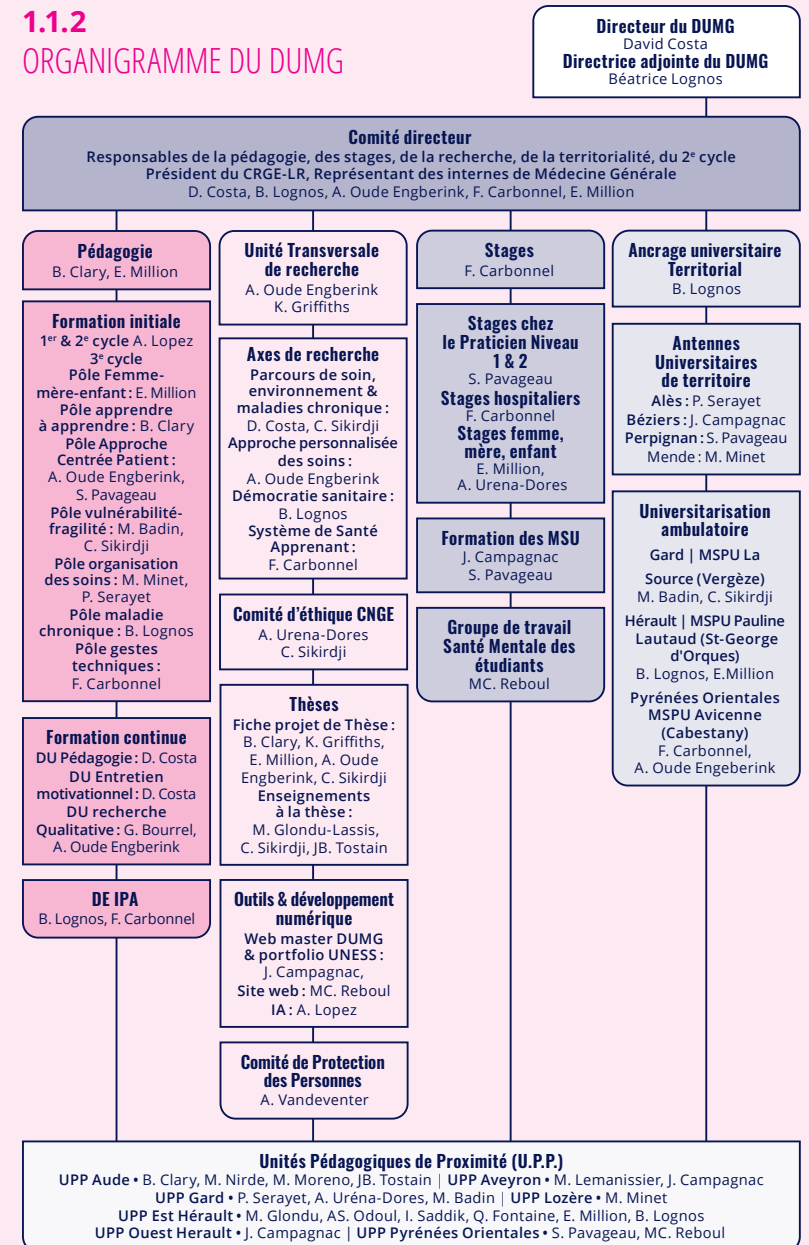 1.1.2
ORGANIGRAMME DU DUMG
Directeur du DUMG
David Costa
Directrice adjointe du DUMG
Béatrice Lognos
Comité directeur
Responsables de la pédagogie, des stages, de la recherche, de la territorialité, du 2e cycle
Président du CRGE-LR, Représentant des internes de Médecine Générale
D. Costa, B. Lognos, A. Oude Engberink, F. Carbonnel, E. Million
Pédagogie
B. Clary, E. Million
Formation initiale
1er & 2e cycle A. Lopez
3e cycle
Pôle Femme-
mère-enfant : E. Million
Pôle apprendre
à apprendre : B. Clary
Pôle Approche
Centrée Patient :
A. Oude Engberink,
S. Pavageau
Pôle vulnérabilité-
fragilité : M. Badin,
C. Sikirdji
Pôle organisation
des soins : M. Minet,
P. Serayet
Pôle maladie
chronique : B. Lognos
Pôle gestes
techniques :
F. Carbonnel
Formation continue
DU Pédagogie : D. Costa
DU Entretien
motivationnel : D. Costa
DU recherche
Qualitative : G. Bourrel,
A. Oude Engberink
DE IPA
B. Lognos, F. Carbonnel
Unité Transversale
de recherche
A. Oude Engberink
K. Griffiths
Axes de recherche
Parcours de soin,
environnement &
maladies chronique :
D. Costa, C. Sikirdji
Approche personnalisée
des soins :
A. Oude Engberink
Démocratie sanitaire :
B. Lognos
Système de Santé
Apprenant :
F. Carbonnel
Comité d'éthique CNGE
A. Urena-Dores
C. Sikirdji
Thèses
Fiche projet de Thèse :
B. Clary, K. Griffiths,
E. Million, A. Oude
Engberink, C. Sikirdji
Enseignements
à la thèse :
M. Glondu-Lassis,
C. Sikirdji, JB. Tostain
Outils & développement
numérique
Web master DUMG
& portfolio UNESS :
J. Campagnac,
Site web : MC. Reboul
IA : A. Lopez
Comité de Protection
des Personnes
A. Vandeventer
Stages
F. Carbonnel
Stages chez
le Praticien Niveau
1 & 2
S. Pavageau
Stages hospitaliers
F. Carbonnel
Stages femme,
mère, enfant
E. Million,
A. Urena-Dores
Formation des MSU
J. Campagnac
S. Pavageau
Groupe de travail
Santé Mentale des
étudiants
MC. Reboul
Ancrage universitaire
Territorial
B. Lognos
Antennes
Universitaires
de territoire
Alès : P. Serayet
Béziers : J. Campagnac
Perpignan : S. Pavageau
Mende : M. Minet
Universitarisation
ambulatoire
Gard | MSPU La
Source (Vergèze)
M. Badin, C. Sikirdji
Hérault | MSPU Pauline
Lautaud (St-George
d'Orques)
B. Lognos, E.Million
Pyrénées Orientales
MSPU Avicenne
(Cabestany)
F. Carbonnel,
A. Oude Engeberink
Unités Pédagogiques de Proximité (U.P.P.)
UPP Aude • B. Clary, M. Nirde, M. Moreno, JB. Tostain | UPP Aveyron • M. Lemanissier, J. Campagnac
UPP Gard • P. Serayet, A. Uréna-Dores, M. Badin | UPP Lozère • M. Minet
UPP Est Hérault • M. Glondu, AS. Odoul, I. Saddik, Q. Fontaine, E. Million, B. Lognos
UPP Ouest Herault • J. Campagnac | UPP Pyrénées Orientales • S. Pavageau, MC. Reboul